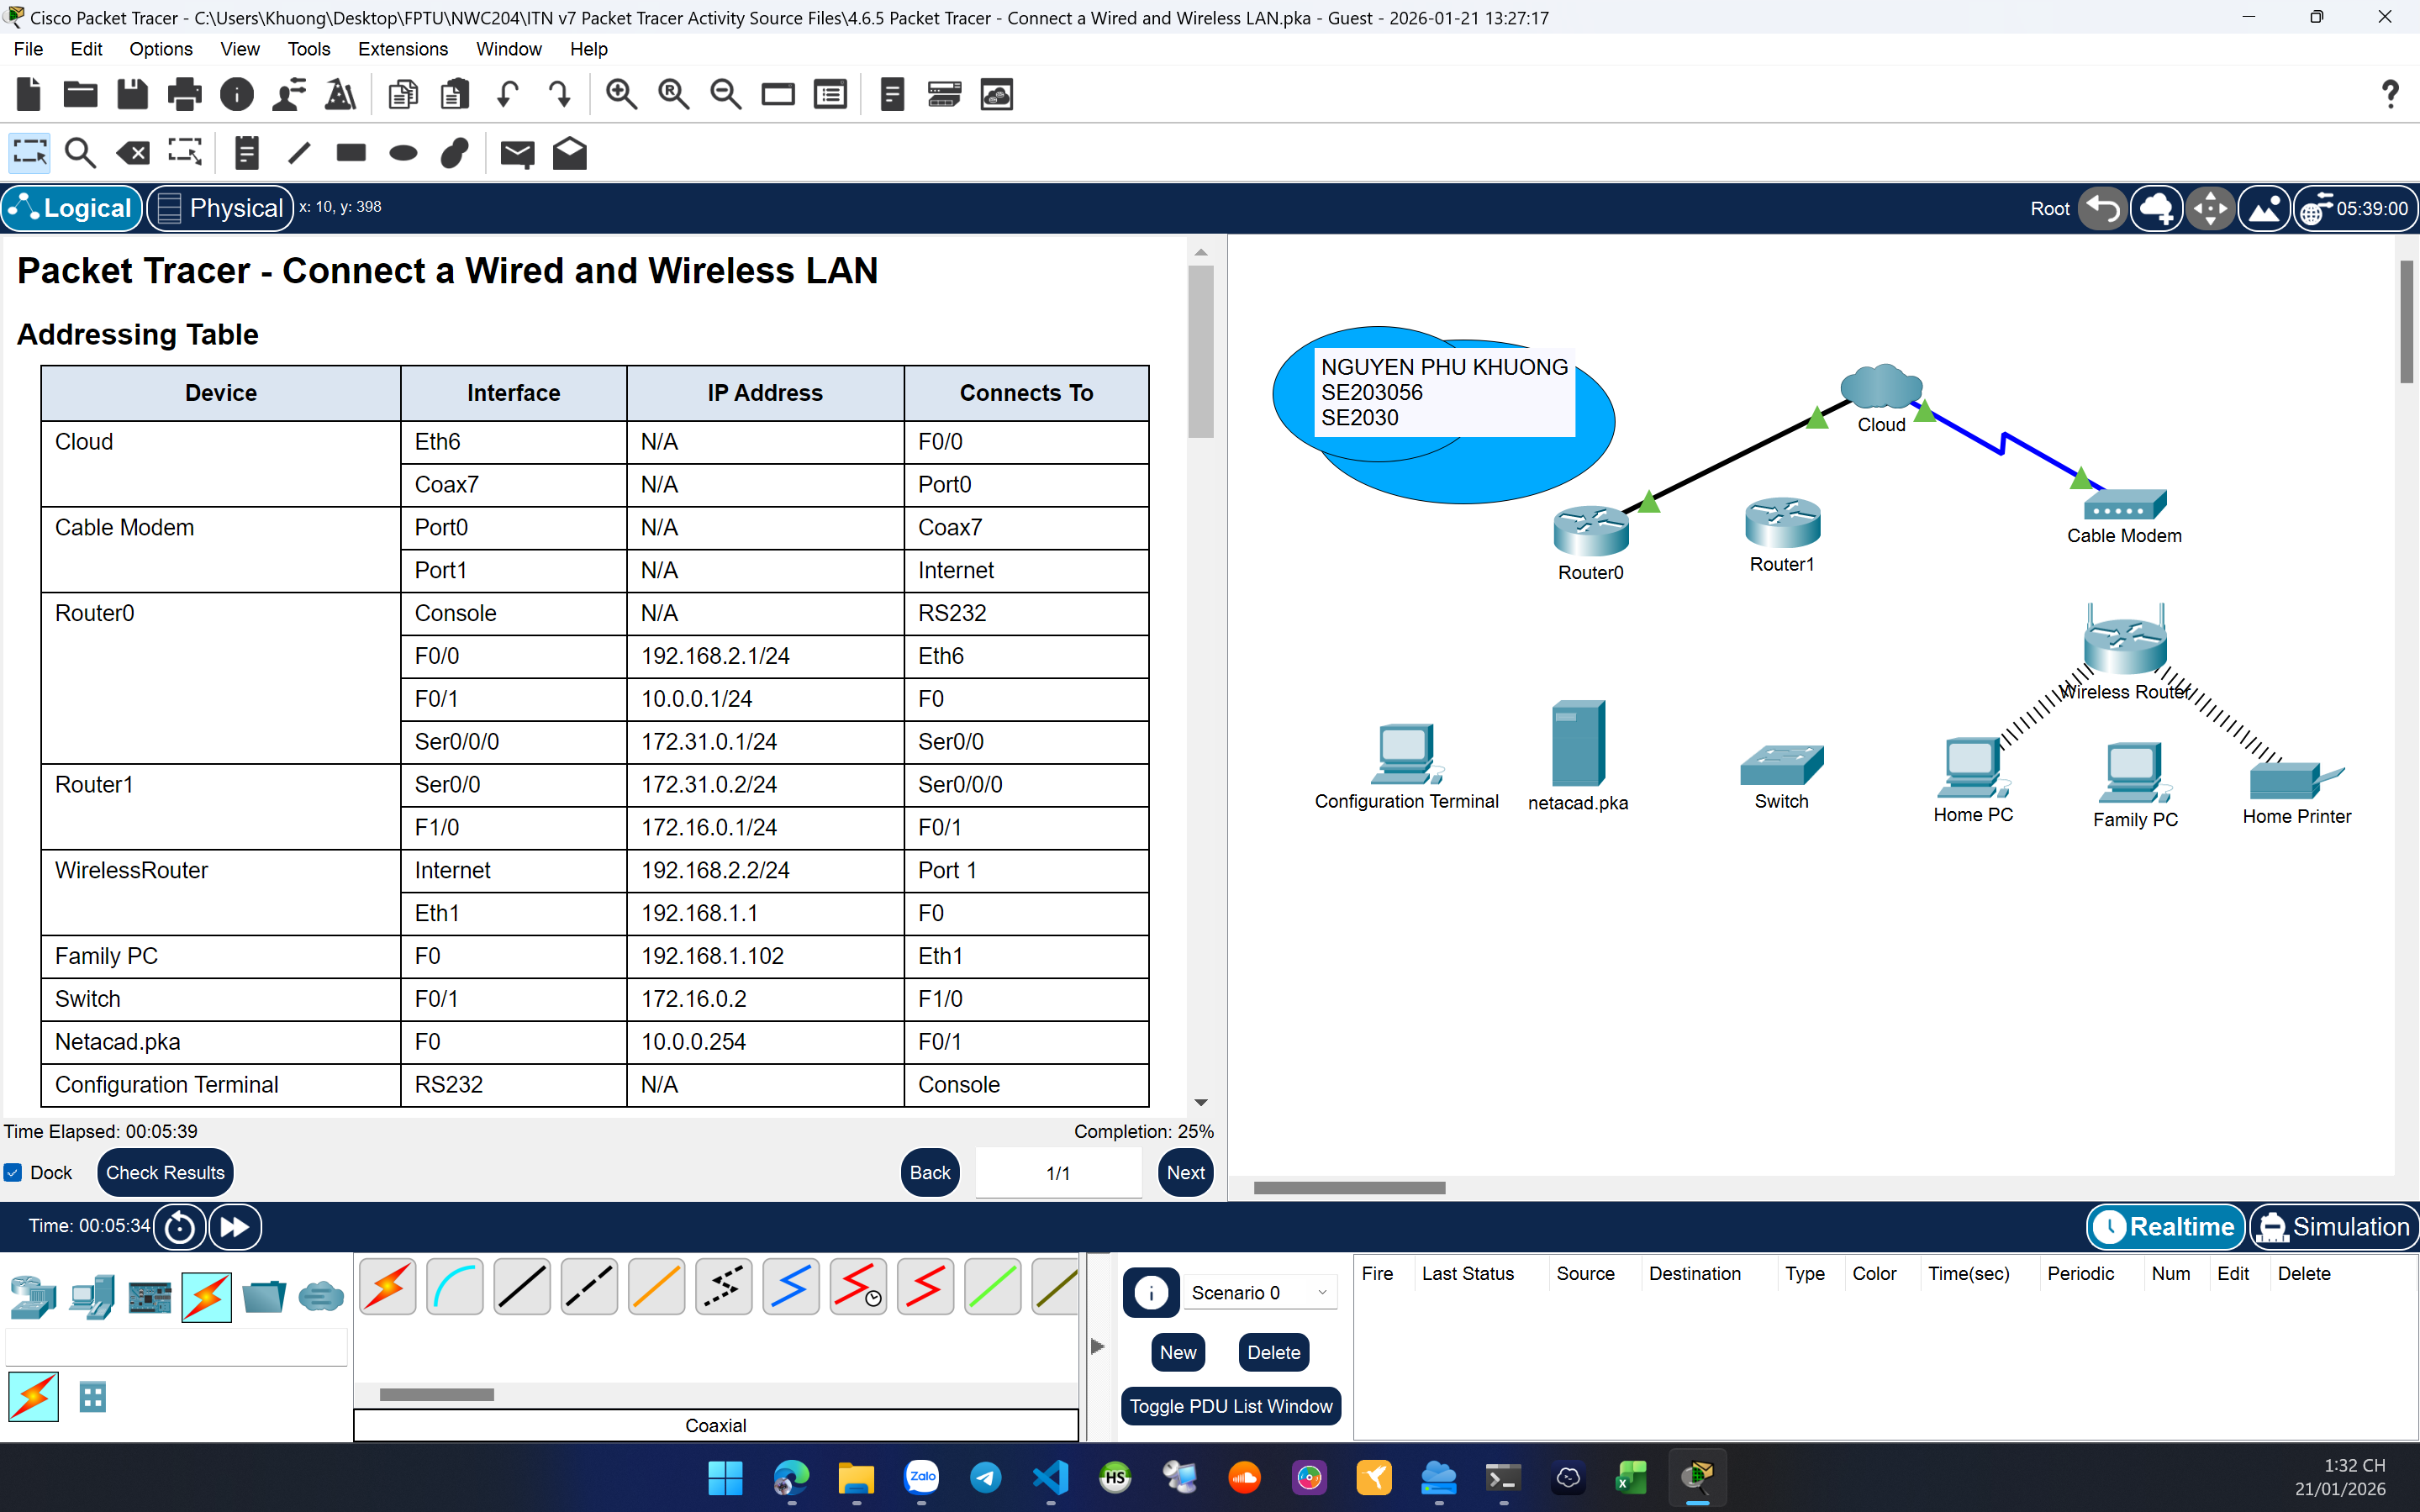 Cisco Packet Tracer - C:\Users\Khuong\Desktop\FPTU\NWC204\ITN v7 Packet Tracer Activity Source Files\4.6.5 Packet Tracer - Connect a Wired and Wireless LAN.pka - Guest - 2026-01-21 13:27:17
File Edit Options View Tools Extensions Window Help
Logical Physical x: 10, y: 398 Root 05:39:00
Packet Tracer - Connect a Wired and Wireless LAN
Addressing Table
Device Interface IP Address Connects To
Cloud Eth6 N/A F0/0
Coax7 N/A Port0
Cable Modem Port0 N/A Coax7
Port1 N/A Internet
Router0 Console N/A RS232
F0/0 192.168.2.1/24 Eth6
F0/1 10.0.0.1/24 F0
Ser0/0/0 172.31.0.1/24 Ser0/0
Router1 Ser0/0 172.31.0.2/24 Ser0/0/0
F1/0 172.16.0.1/24 F0/1
WirelessRouter Internet 192.168.2.2/24 Port 1
Eth1 192.168.1.1 F0
Family PC F0 192.168.1.102 Eth1
Switch F0/1 172.16.0.2 F1/0
Netacad.pka F0 10.0.0.254 F0/1
Configuration Terminal RS232 N/A Console
Time Elapsed: 00:05:39 Completion: 25%
Dock Check Results Back 1/1 Next
NGUYEN PHU KHUONG
SE203056
SE2030
Cloud
Router0
Router1
Cable Modem
Wireless Router
Configuration Terminal
netacad.pka
Switch
Home PC
Family PC
Home Printer
Time: 00:05:34 Realtime Simulation
Coaxial
Scenario 0
New Delete
Toggle PDU List Window
Fire Last Status Source Destination Type Color Time(sec) Periodic Num Edit Delete
Zalo
HS
1:32 CH
21/01/2026